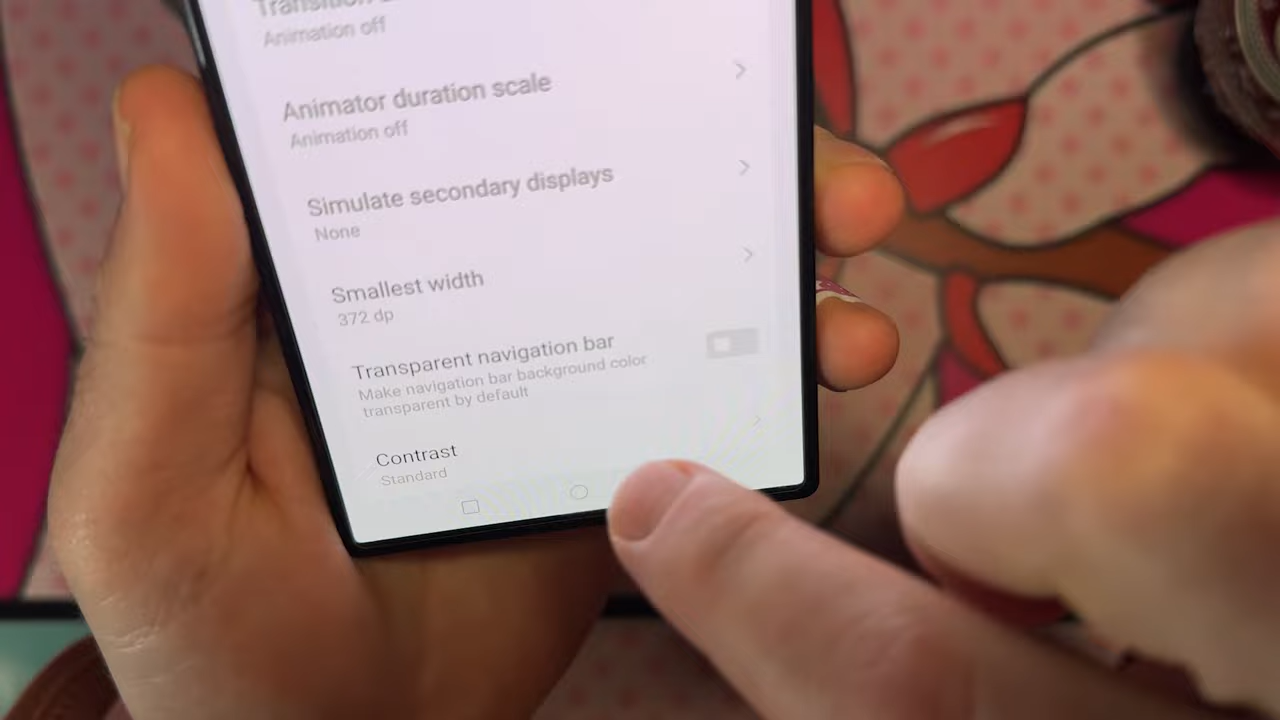 Transition
Animation off
Animator duration scale
Animation off
Simulate secondary displays
None
Smallest width
372 dp
Transparent navigation bar
Make navigation bar background color
transparent by default
Contrast
Standard